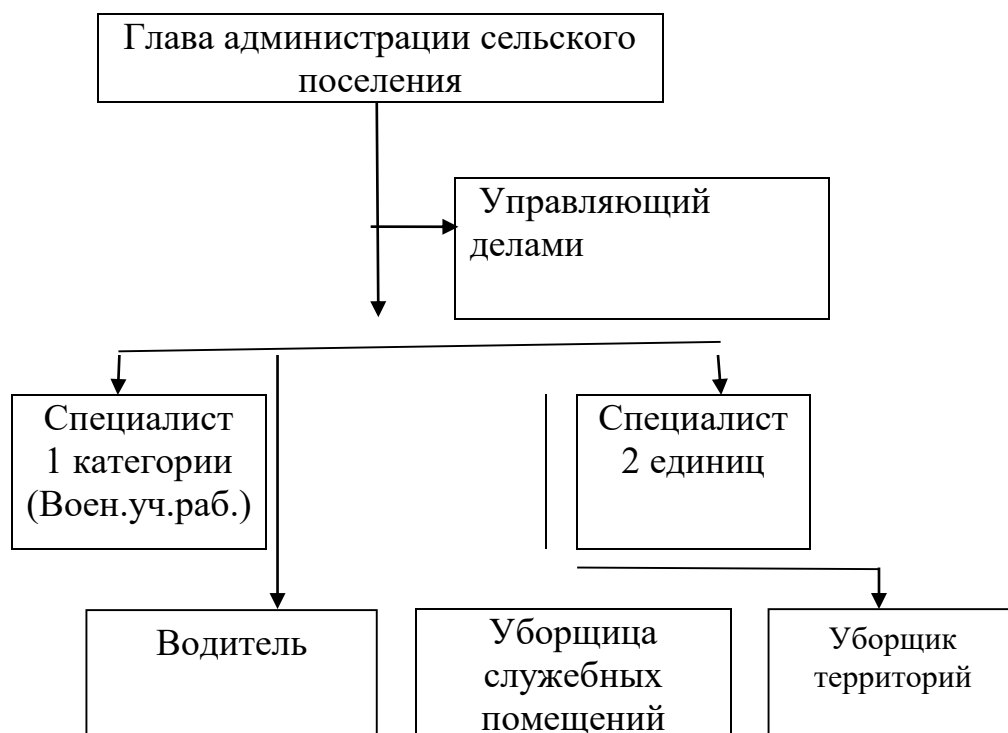 Глава администрации сельского
поселения
Управляющий
делами
Специалист
1 категории
(Воен.уч.раб.)
Специалист
2 единиц
Водитель
Уборщица
служебных
помещений
Уборщик
территорий